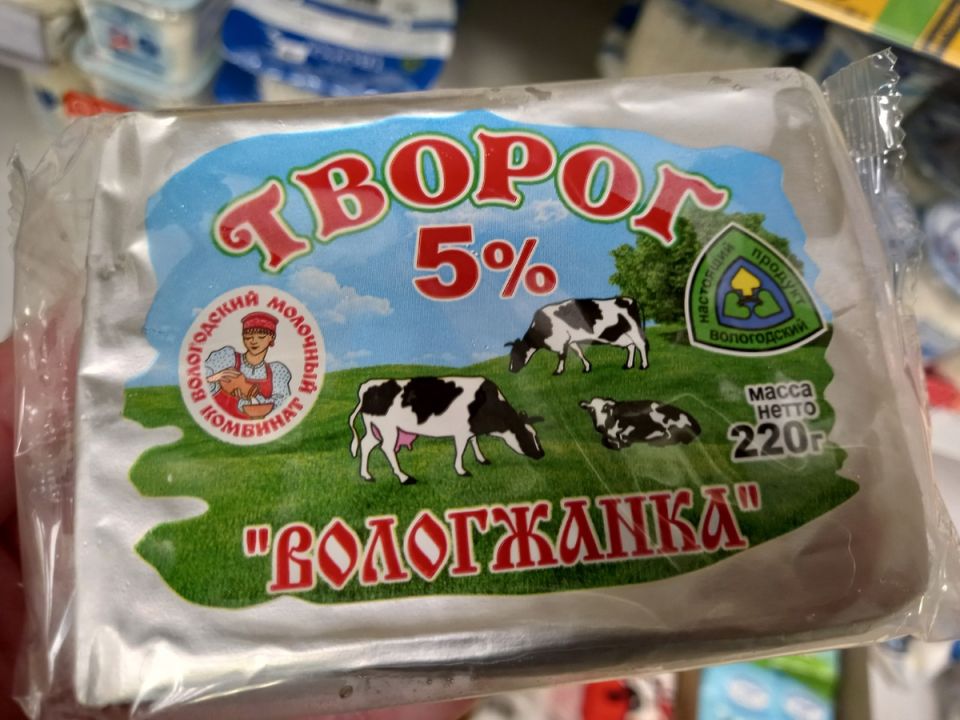 ТВОРОГ
5%
ВОЛОГОДСКИЙ МОЛОЧНЫЙ КОМБИНАТ
НАСТОЯЩИЙ ПРОДУКТ
ВОЛОГОДСКИЙ
масса
нетто
220г
"ВОЛОГЖАНКА"